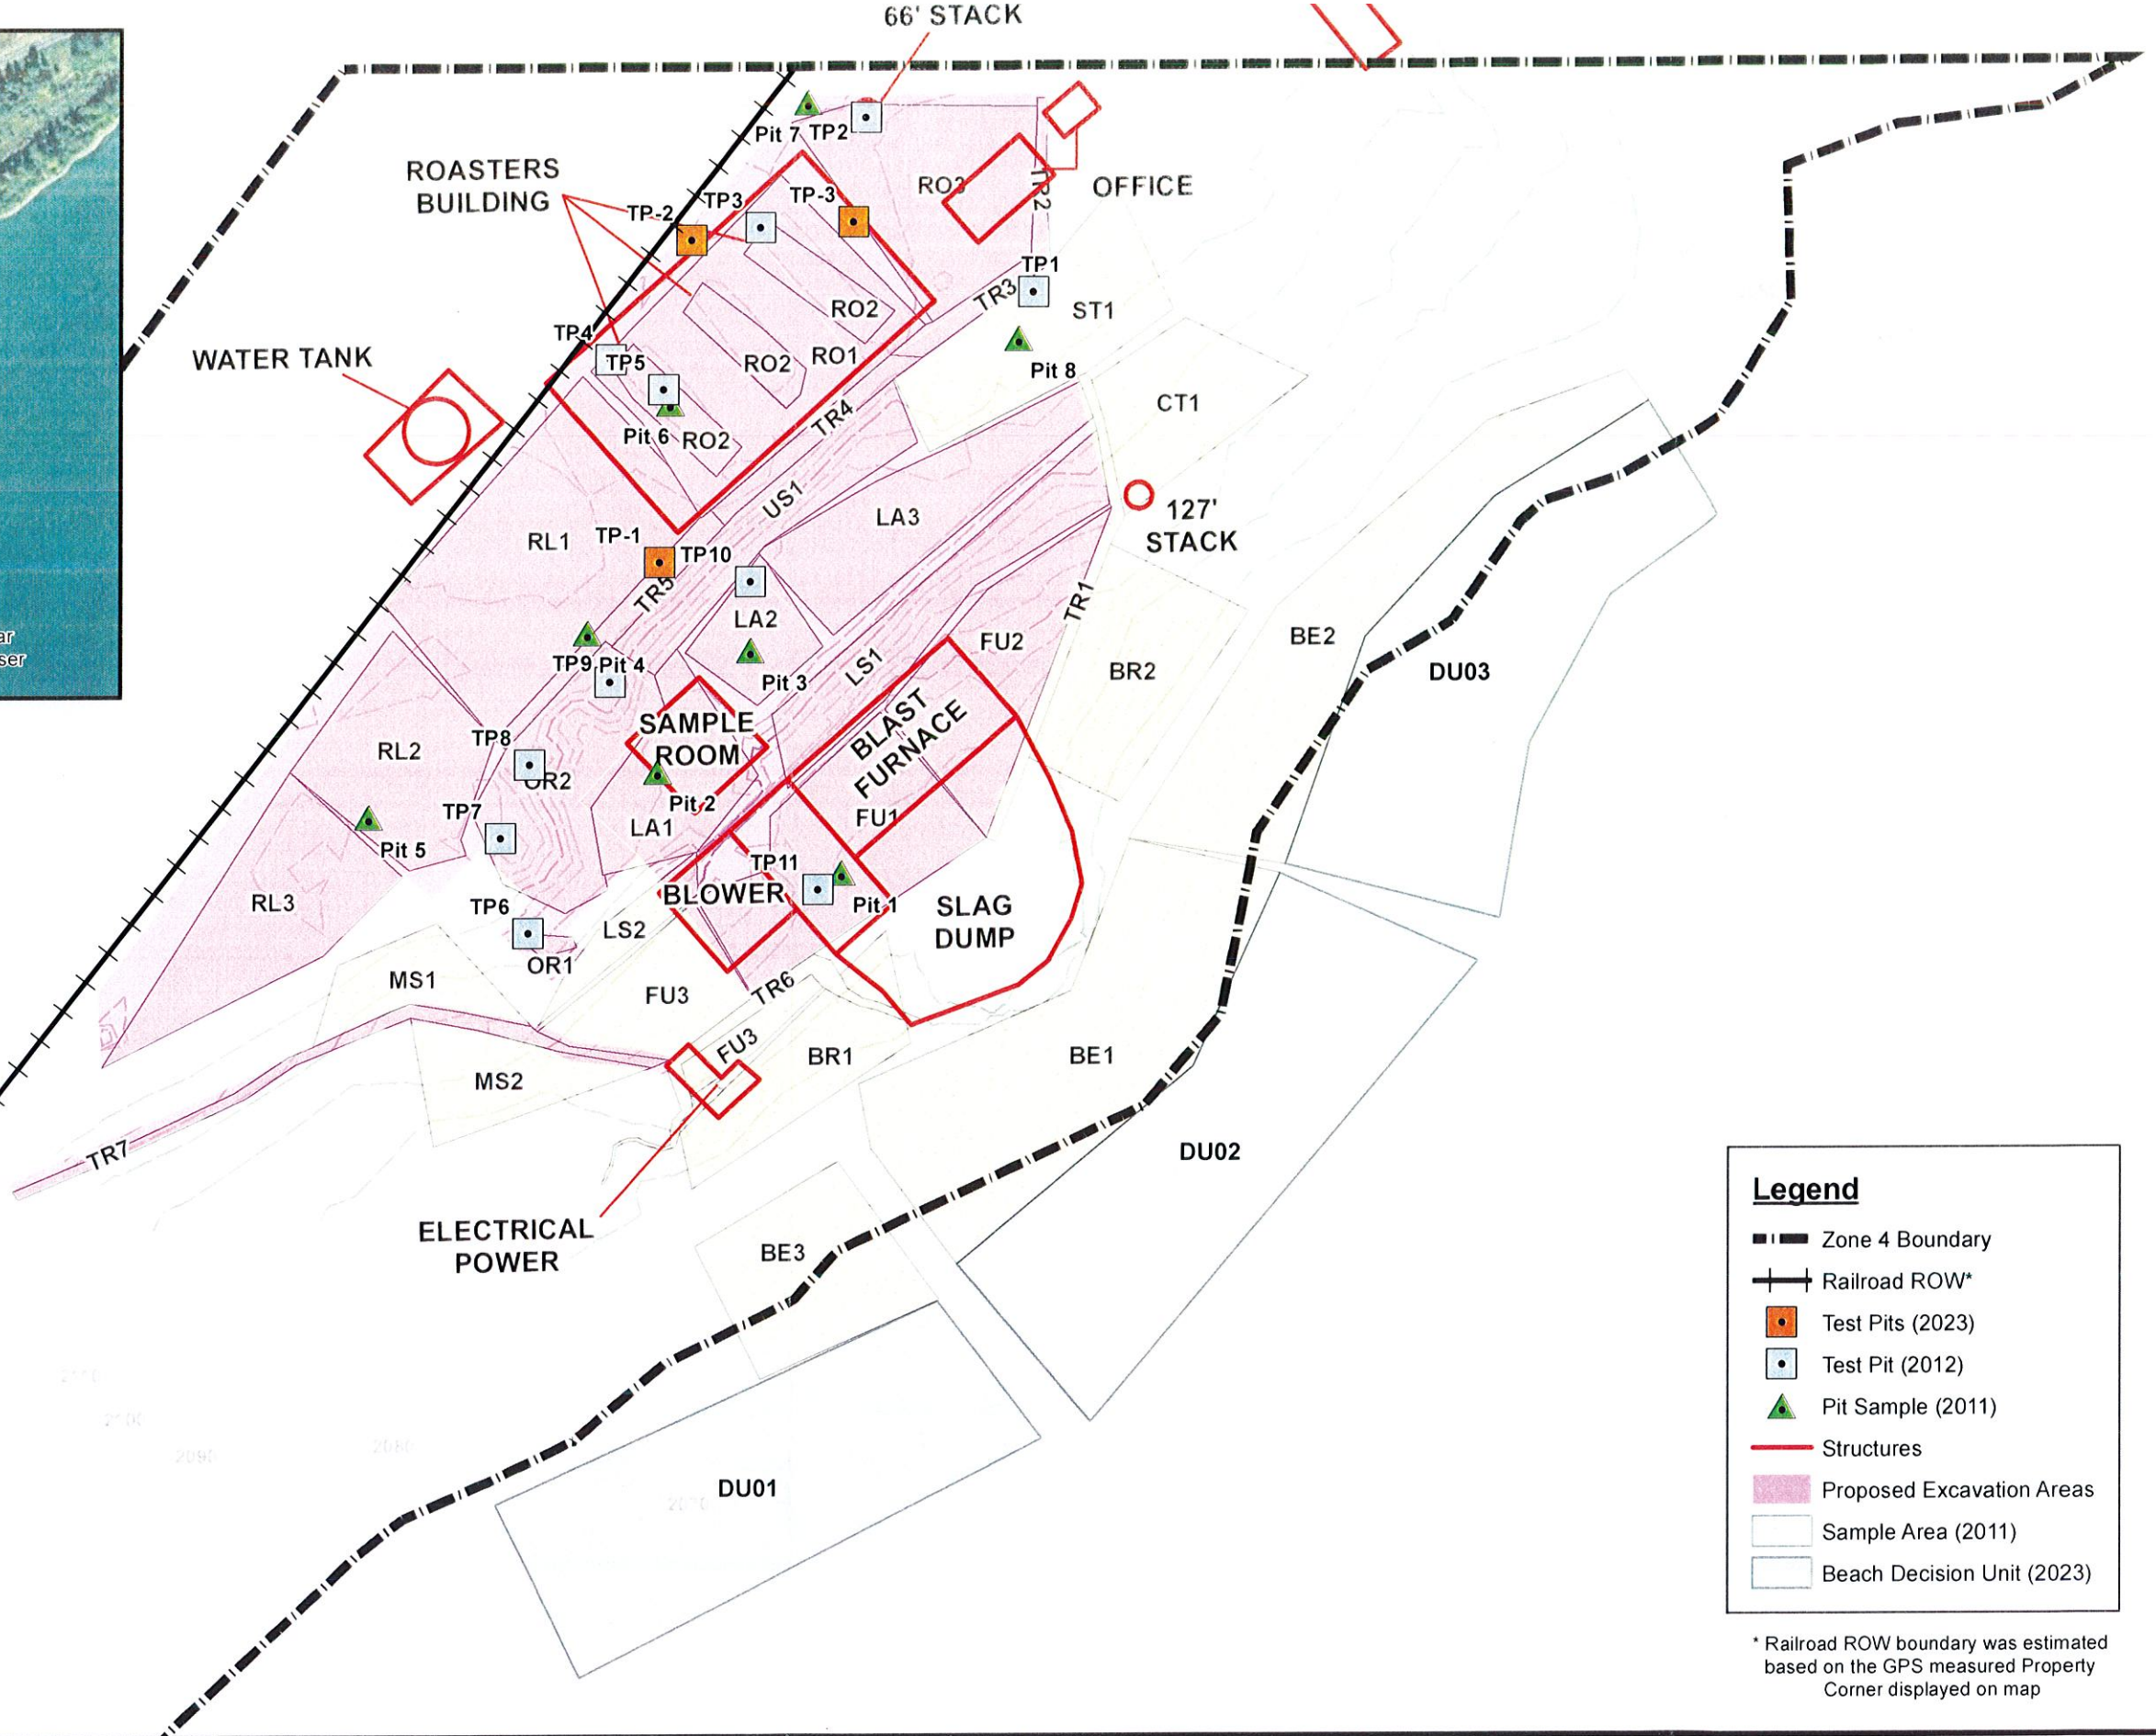 66' STACK
ROASTERS
BUILDING
Pit 7
TP2
RO3
TR2
OFFICE
TP-2
TP3
TP-3
TP1
TR3
ST1
RO2
TP4
TP5
RO2
RO1
Pit 8
WATER TANK
CT1
TR4
Pit 6
RO2
US1
LA3
127'
STACK
RL1
TP-1
TP10
TR5
LA2
TR1
BE2
FU2
LS1
BR2
DU03
TP9
Pit 4
Pit 3
ar
ser
SAMPLE
ROOM
BLAST
FURNACE
RL2
TP8
OR2
Pit 2
TP7
LA1
FU1
Pit 5
TP11
BLOWER
Pit 1
RL3
TP6
LS2
SLAG
DUMP
OR1
MS1
FU3
TR6
FU3
BR1
BE1
MS2
TR7
DU02
ELECTRICAL
POWER
BE3
2090
2080
DU01
Legend
Zone 4 Boundary
Railroad ROW*
Test Pits (2023)
Test Pit (2012)
Pit Sample (2011)
Structures
Proposed Excavation Areas
Sample Area (2011)
Beach Decision Unit (2023)
* Railroad ROW boundary was estimated
based on the GPS measured Property
Corner displayed on map